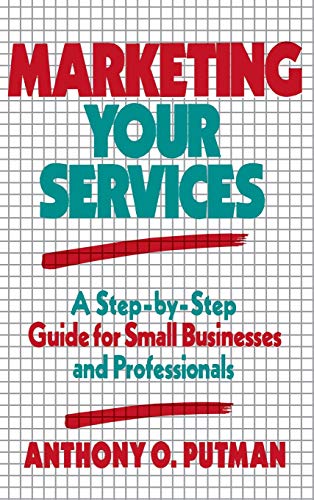 MARKETING
YOUR
SERVICES
A Step-by-Step
Guide for Small Businesses
and Professionals
ANTHONY O. PUTMAN